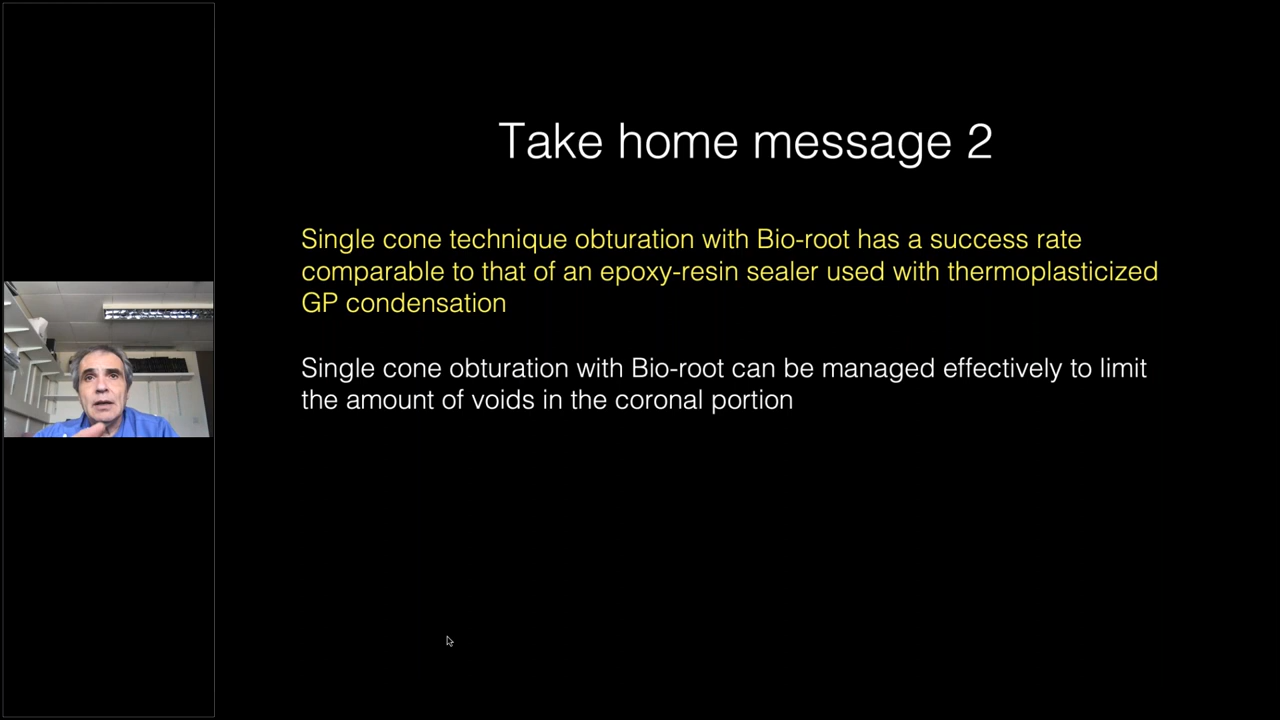 Take home message 2
Single cone technique obturation with Bio-root has a success rate
comparable to that of an epoxy-resin sealer used with thermoplasticized
GP condensation
Single cone obturation with Bio-root can be managed effectively to limit
the amount of voids in the coronal portion